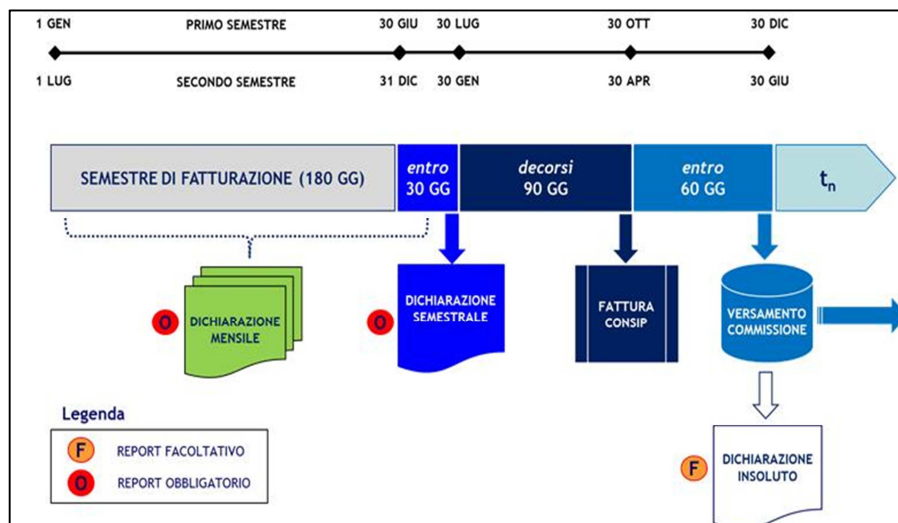 1 GEN PRIMO SEMESTRE 30 GIU 30 LUG 30 OTT 30 DIC
1 LUG SECONDO SEMESTRE 31 DIC 30 GEN 30 APR 30 GIU
SEMESTRE DI FATTURAZIONE (180 GG)
entro
30 GG
decorsi
90 GG
entro
60 GG
tn
O
DICHIARAZIONE
MENSILE
O
DICHIARAZIONE
SEMESTRALE
FATTURA
CONSIP
VERSAMENTO
COMMISSIONE
Legenda
F REPORT FACOLTATIVO
O REPORT OBBLIGATORIO
F
DICHIARAZIONE
INSOLUTO